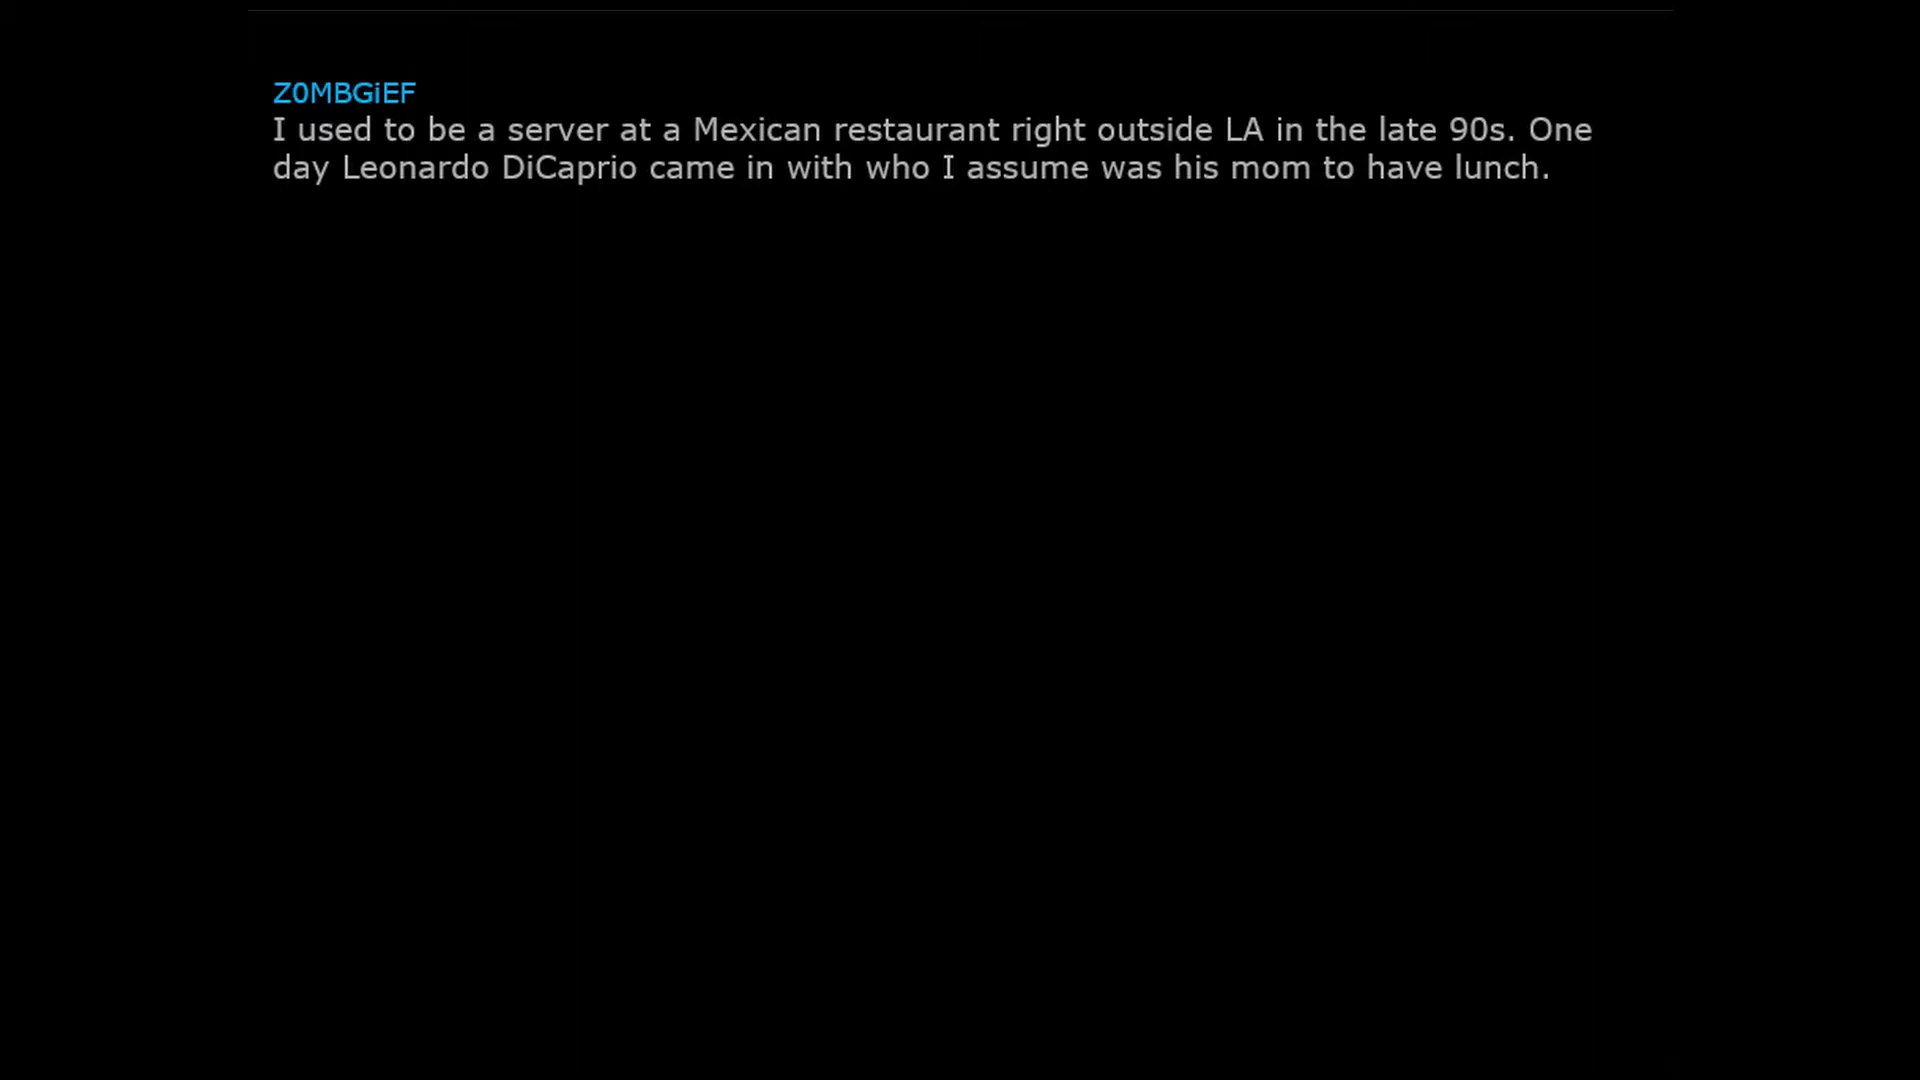 Z0MBGiEF
I used to be a server at a Mexican restaurant right outside LA in the late 90s. One
day Leonardo DiCaprio came in with who I assume was his mom to have lunch.